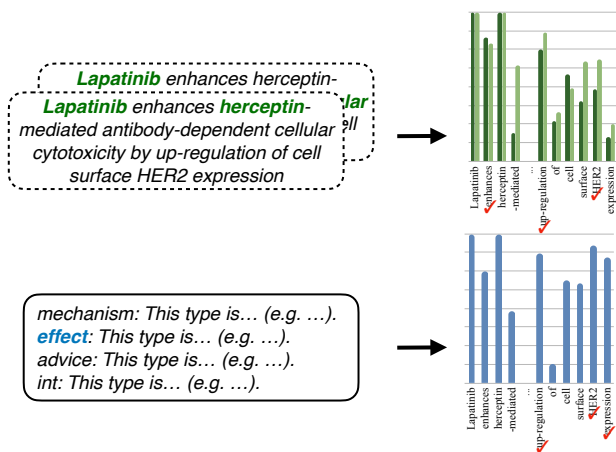 Lapatinib enhances herceptin-
ular
ell
Lapatinib enhances herceptin-
mediated antibody-dependent cellular
cytotoxicity by up-regulation of cell
surface HER2 expression
Lapatinib
enhances
herceptin
-mediated
...
up-regulation
of
cell
surface
HER2
expression
mechanism: This type is… (e.g. …).
effect: This type is… (e.g. …).
advice: This type is… (e.g. …).
int: This type is… (e.g. …).
Lapatinib
enhances
herceptin
-mediated
...
up-regulation
of
cell
surface
HER2
expression